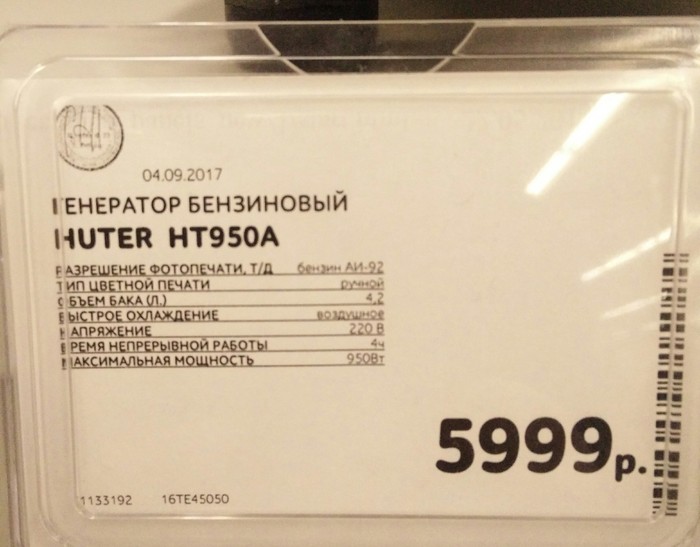 04.09.2017
ГЕНЕРАТОР БЕНЗИНОВЫЙ
HUTER HT950A
РАЗРЕШЕНИЕ ФОТОПЕЧАТИ, Т/Д бензин АИ-92
ТИП ЦВЕТНОЙ ПЕЧАТИ ручной
ОБЪЕМ БАКА (Л.) 4,2
БЫСТРОЕ ОХЛАЖДЕНИЕ воздушное
НАПРЯЖЕНИЕ 220 В
ВРЕМЯ НЕПРЕРЫВНОЙ РАБОТЫ 4ч
МАКСИМАЛЬНАЯ МОЩНОСТЬ 950Вт
5999р.
1133192 16TE45050